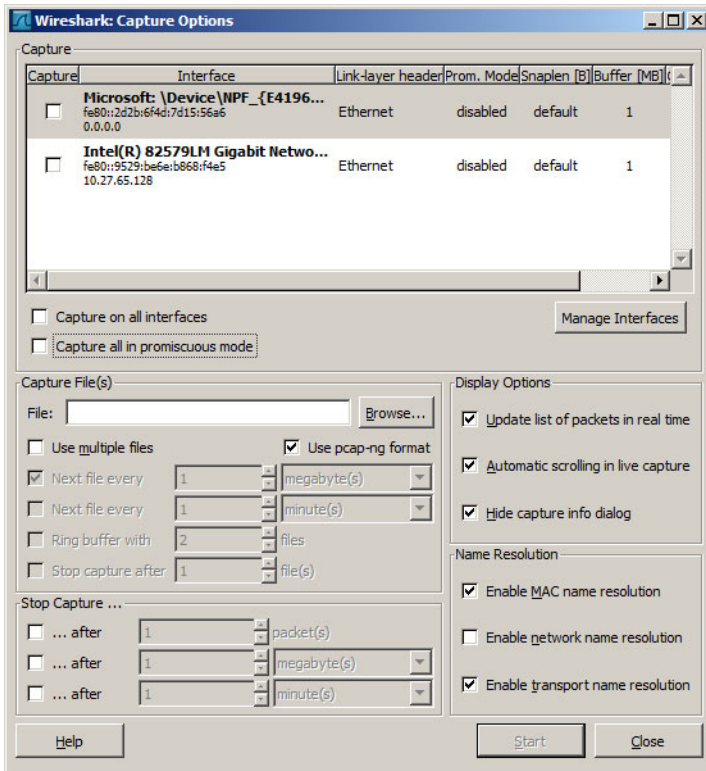 Wireshark: Capture Options
Capture
Capture Interface Link-layer header Prom. Mode Snaplen [B] Buffer [MB]
Microsoft: \Device\NPF_{E4196...
fe80::2d2b:6f4d:7d15:56a6
0.0.0.0
Ethernet disabled default 1
Intel(R) 82579LM Gigabit Netwo...
fe80::9529:be6e:b868:f4e5
10.27.65.128
Ethernet disabled default 1
Capture on all interfaces
Manage Interfaces
Capture all in promiscuous mode
Capture File(s)
File: Browse...
Use multiple files Use pcap-ng format
Next file every 1 megabyte(s)
Next file every 1 minute(s)
Ring buffer with 2 files
Stop capture after 1 file(s)
Stop Capture ...
... after 1 packet(s)
... after 1 megabyte(s)
... after 1 minute(s)
Display Options
Update list of packets in real time
Automatic scrolling in live capture
Hide capture info dialog
Name Resolution
Enable MAC name resolution
Enable network name resolution
Enable transport name resolution
Help Start Close